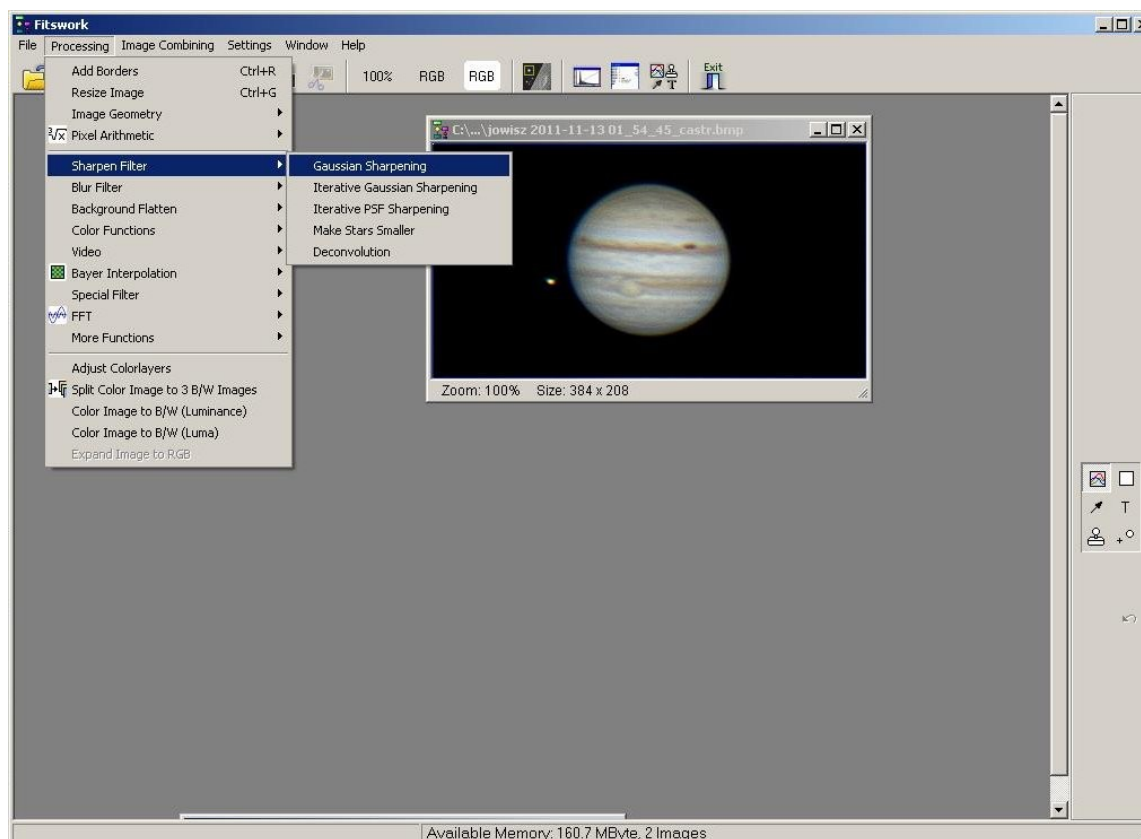 Fitswork
File Processing Image Combining Settings Window Help
100% RGB RGB Exit
Add Borders Ctrl+R
Resize Image Ctrl+G
Image Geometry
Pixel Arithmetic
Sharpen Filter
Blur Filter
Background Flatten
Color Functions
Video
Bayer Interpolation
Special Filter
FFT
More Functions
Adjust Colorlayers
Split Color Image to 3 B/W Images
Color Image to B/W (Luminance)
Color Image to B/W (Luma)
Expand Image to RGB
Gaussian Sharpening
Iterative Gaussian Sharpening
Iterative PSF Sharpening
Make Stars Smaller
Deconvolution
C:\...\jowisz 2011-11-13 01_54_45_castr.bmp
Zoom: 100% Size: 384 x 208
T
Available Memory: 160.7 MByte, 2 Images